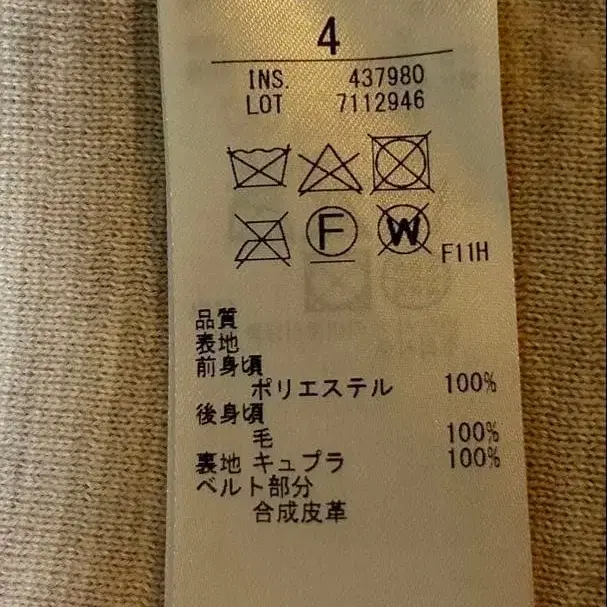 4
INS. 437980
LOT 7112946
F W F11H
品質
表地
前身頃
ポリエステル 100%
後身頃
毛 100%
裏地 キュプラ 100%
ベルト部分
合成皮革